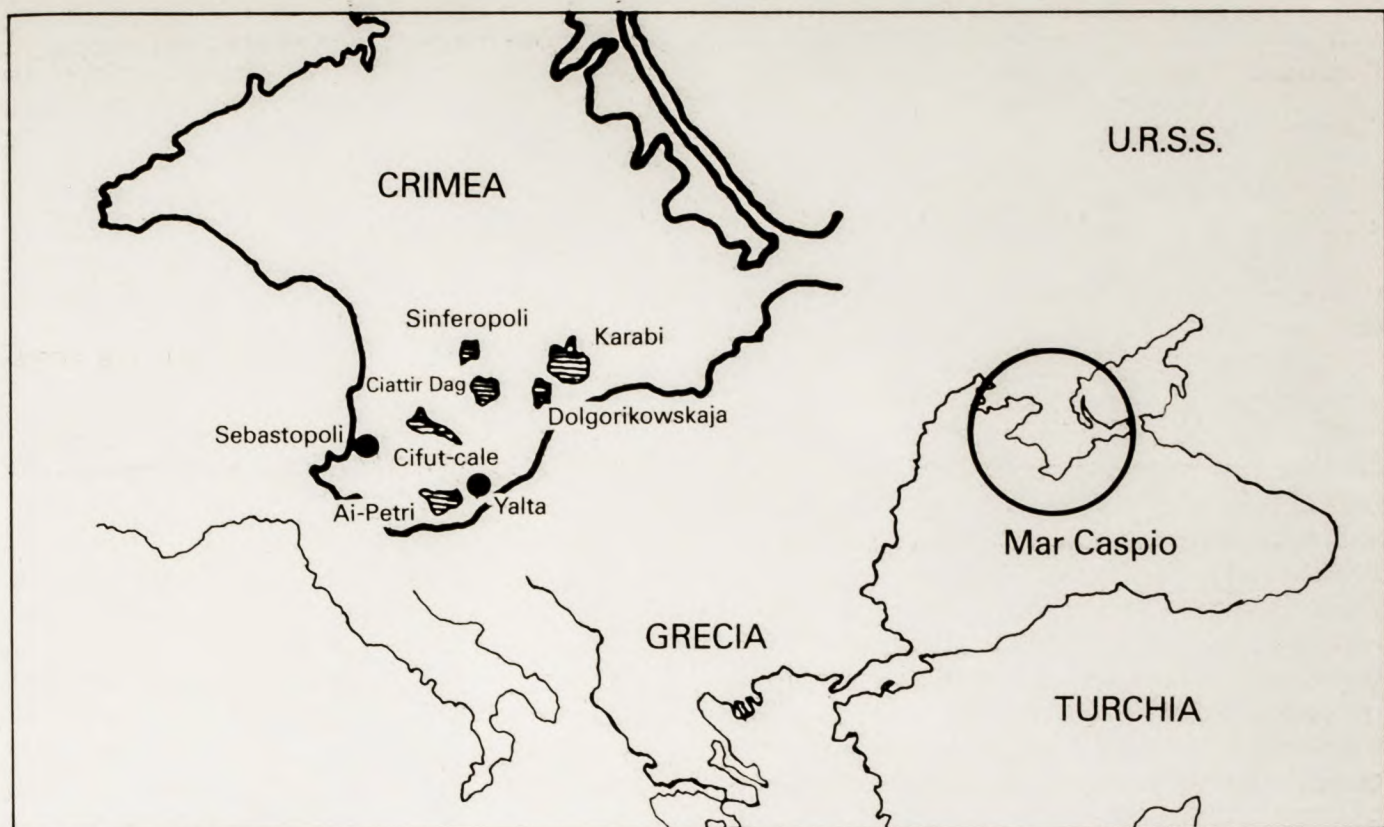 U.R.S.S.
CRIMEA
Sinferopoli
Karabi
Ciattir Dag
Dolgorikowskaja
Sebastopoli
Cifut-cale
Ai-Petri
Yalta
Mar Caspio
GRECIA
TURCHIA